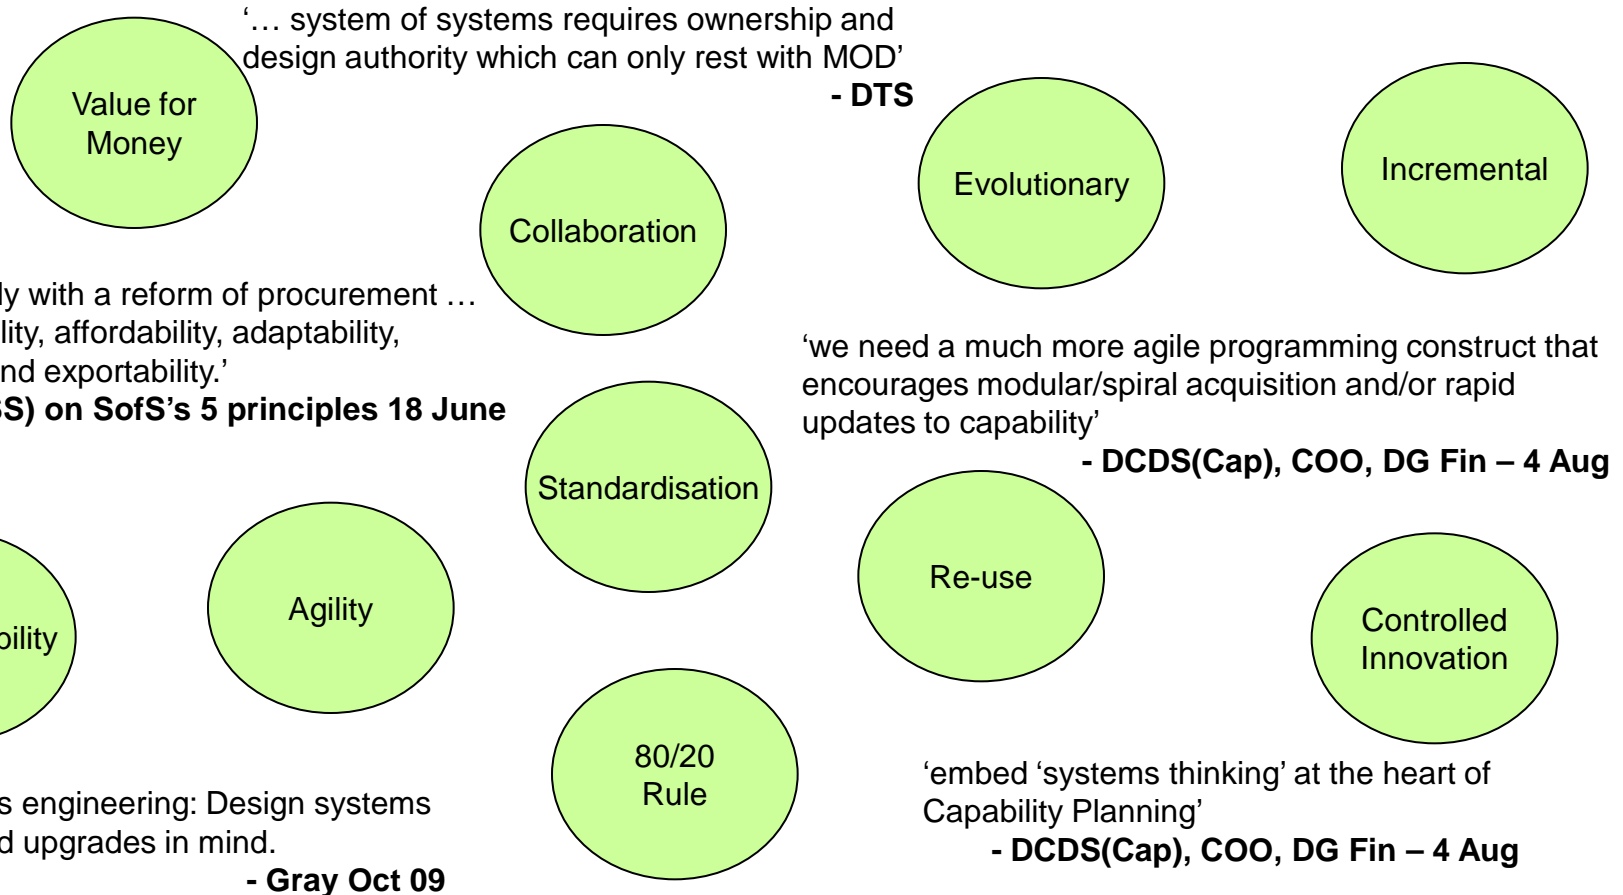 '… system of systems requires ownership and
design authority which can only rest with MOD'
- DTS
Value for
Money
Collaboration
Evolutionary
Incremental
with a reform of procurement …
affordability, adaptability,
exportability.'
on SofS's 5 principles 18 June
'we need a much more agile programming construct that
encourages modular/spiral acquisition and/or rapid
updates to capability'
- DCDS(Cap), COO, DG Fin – 4 Aug
Standardisation
Agility
Re-use
Controlled
Innovation
80/20
Rule
engineering: Design systems
upgrades in mind.
- Gray Oct 09
'embed 'systems thinking' at the heart of
Capability Planning'
- DCDS(Cap), COO, DG Fin – 4 Aug